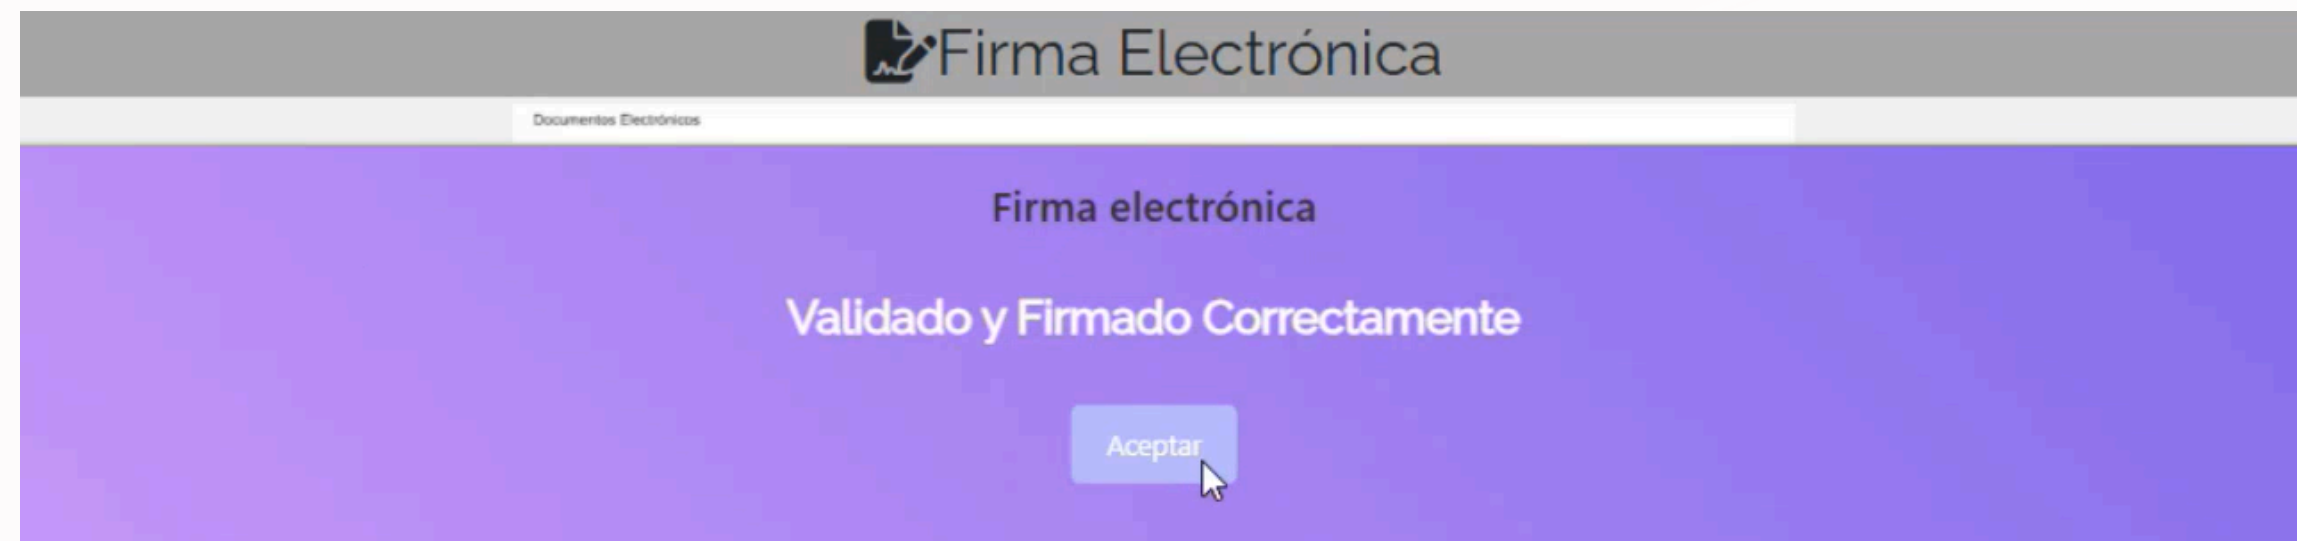 Firma Electrónica
Documentos Electrónicos
Firma electrónica
Validado y Firmado Correctamente
Aceptar